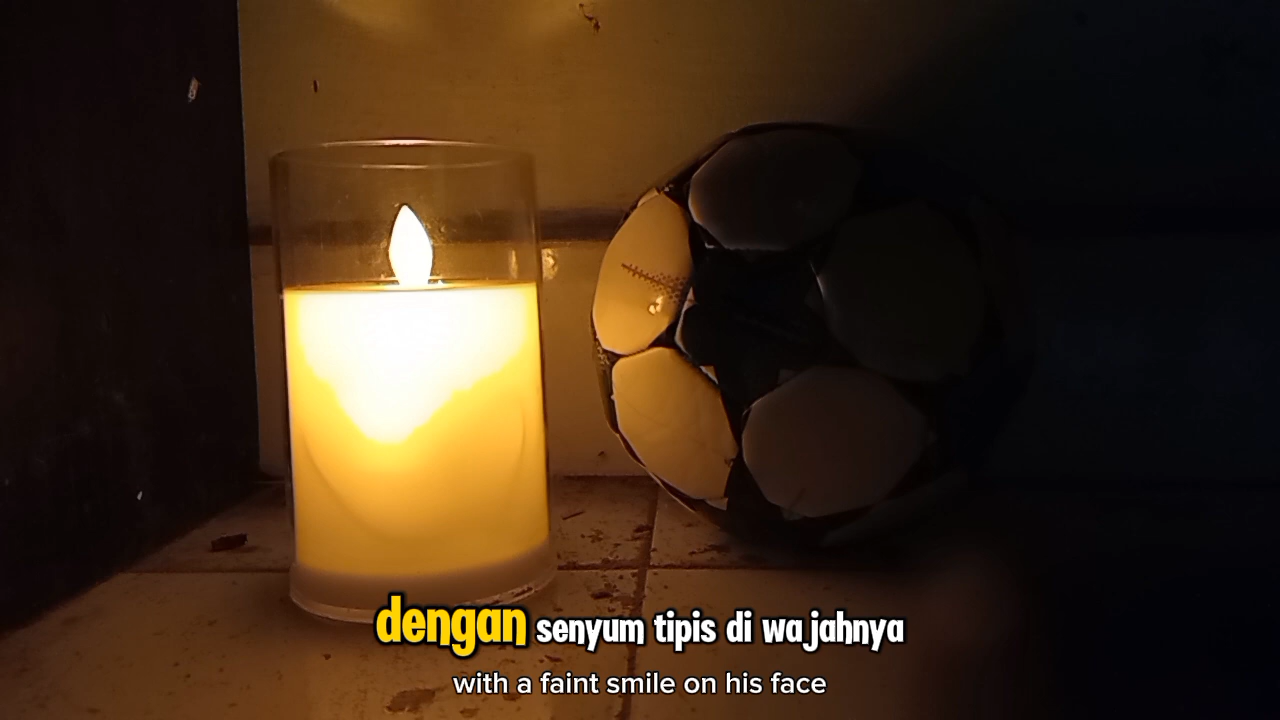 dengan senyum tipis di wajahnya
with a faint smile on his face